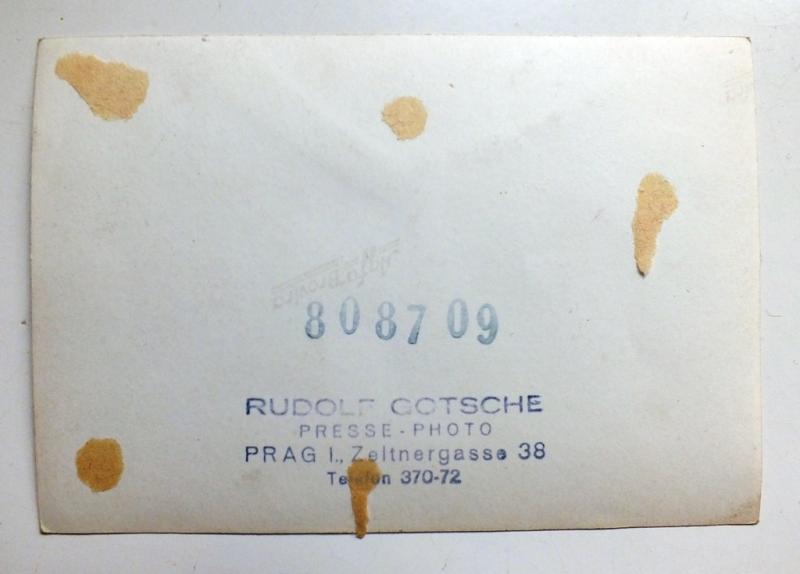 808709
RUDOLF GOTSCHE
PRESSE-PHOTO
PRAG I., Zeltnergasse 38
Telefon 370-72